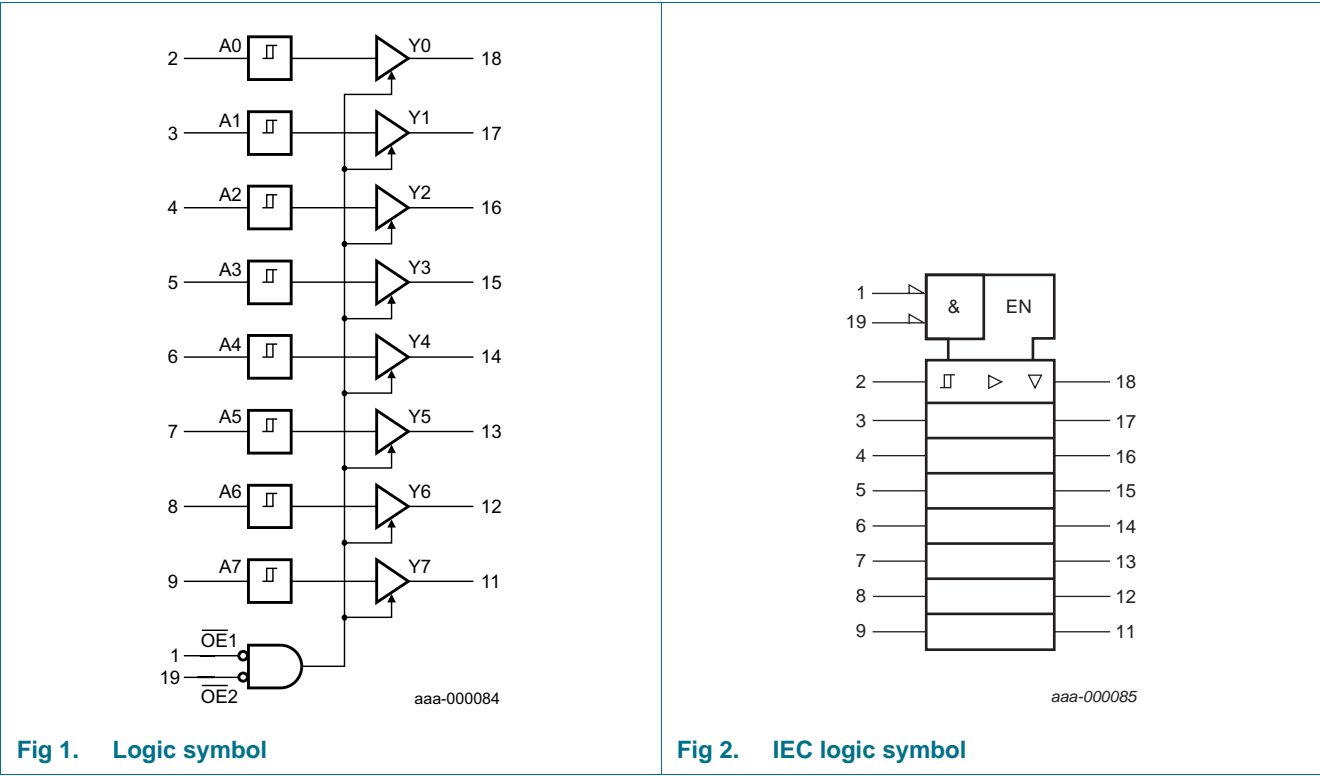 2 A0 Y0 18
3 A1 Y1 17
4 A2 Y2 16
5 A3 Y3 15
6 A4 Y4 14
7 A5 Y5 13
8 A6 Y6 12
9 A7 Y7 11
OE1
1
19
OE2
aaa-000084
Fig 1. Logic symbol
1
19
& EN
2 18
3 17
4 16
5 15
6 14
7 13
8 12
9 11
aaa-000085
Fig 2. IEC logic symbol